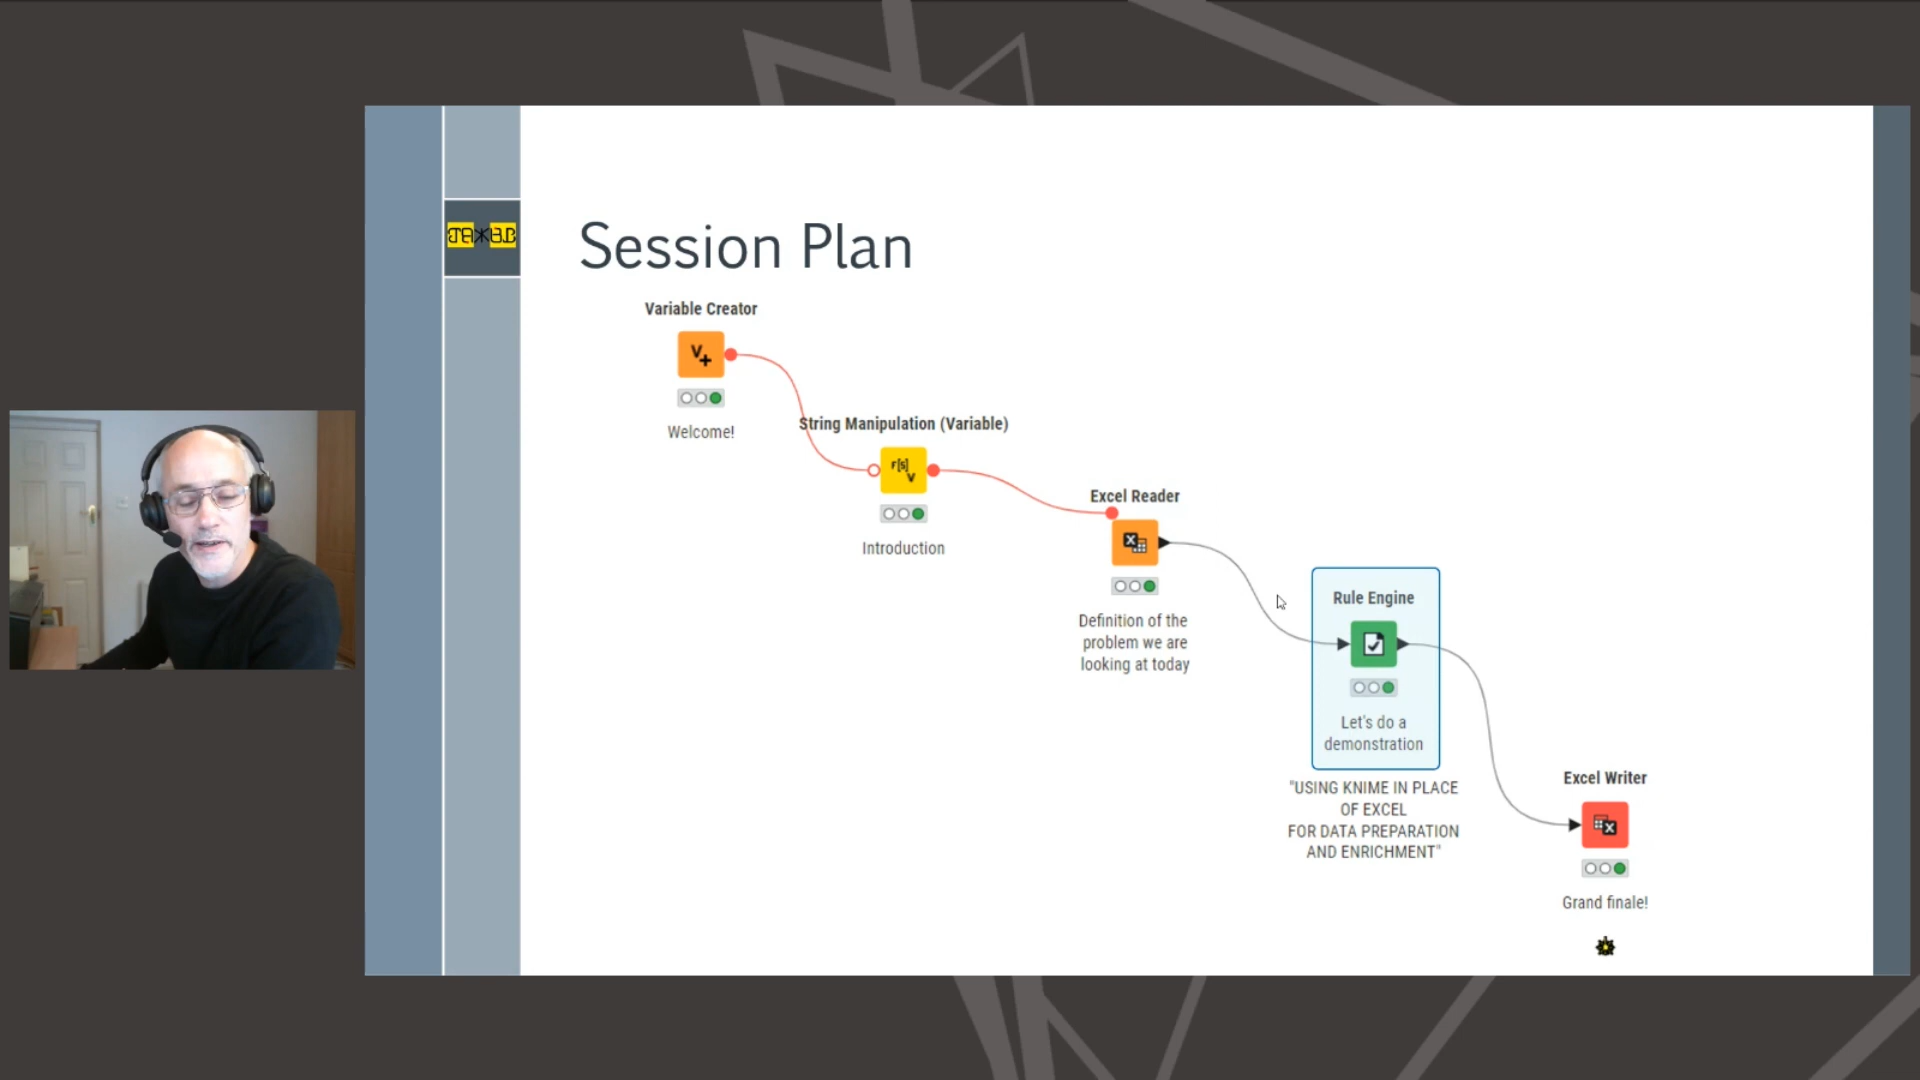 Session Plan
Variable Creator
V+
Welcome!
String Manipulation (Variable)
F[S]
V
Introduction
Excel Reader
X
Definition of the
problem we are
looking at today
Rule Engine
Let's do a
demonstration
"USING KNIME IN PLACE
OF EXCEL
FOR DATA PREPARATION
AND ENRICHMENT"
Excel Writer
X
Grand finale!